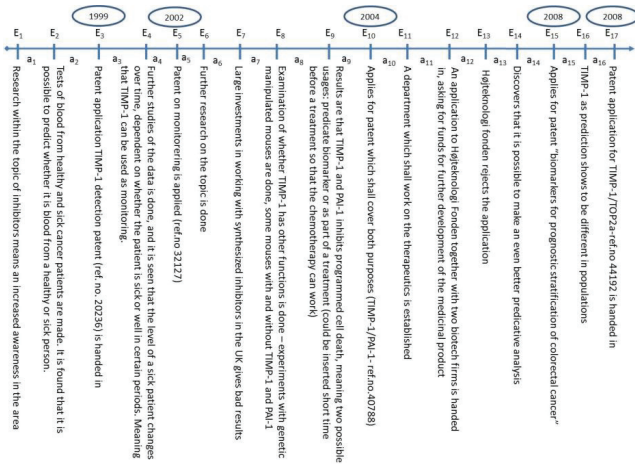 1999
2002
2004
2008
2008
E1
E2
E3
E4
E5
E6
E7
E8
E9
E10
E11
E12
E13
E14
E15
E16
E17
a1
a2
a3
a4
a5
a6
a7
a8
a9
a10
a11
a12
a13
a14
a15
a16
Research within the topic of inhibitors means an increased awareness in the area
Tests of blood from healthy and sick cancer patients are made. It is found that it is
possible to predict whether it is blood from a healthy or sick person.
Patent application TIMP-1 detection patent (ref. no. 20236) is handed in
Further studies of the data is done, and it is seen that the level of a sick patient changes
over time, dependent on whether the patient is sick or well in certain periods. Meaning
that TIMP-1 can be used as monitoring.
Patent on monitorering is applied (ref.no 32127)
Further research on the topic is done
Large investments in working with synthesized inhibitors in the UK gives bad results
Examination of whether TIMP-1 has other functions is done – experiments with genetic
manipulated mouses are done, some mouses with and without TIMP-1 and PAI-1
Results are that TIMP-1 and PAI-1 inhibits programmed cell death, meaning two possible
usages: predicate biomarker or as part of a treatment (could be inserted short time
before a treatment so that the chemotherapy can work)
Applies for patent which shall cover both purposes (TIMP-1/PAI-1- ref.no.40788)
A department which shall work on the therapeutics is established
An application to Højteknologi Fonden together with two biotech firms is handed
in, asking for funds for further development of the medicinal product
Højteknologi fonden rejects the application
Discovers that it is possible to make an even better predicative analysis
Applies for patent "biomarkers for prognostic stratification of colorectal cancer"
TIMP-1 as prediction shows to be different in populations
Patent application for TIMP-1/TOP2a-ref.no 44192 is handed in